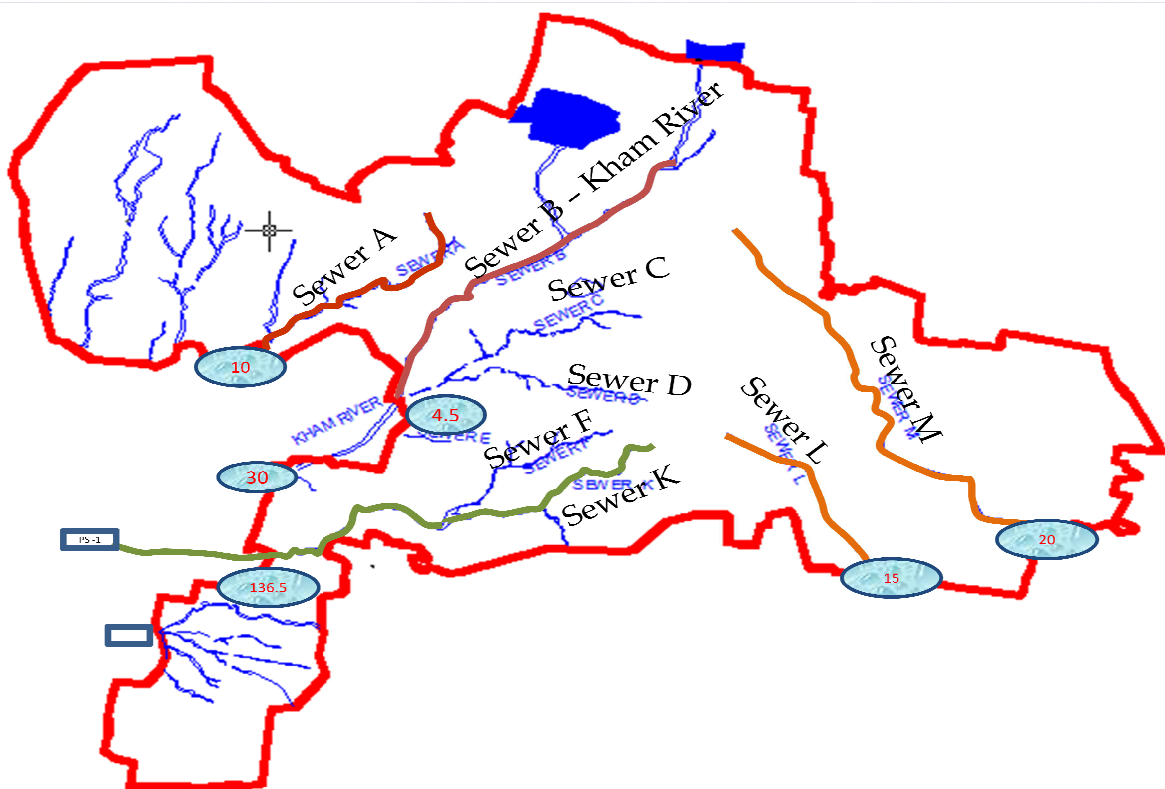 Sewer B – Kham River
Sewer A
SEWER A
SEWER B
Sewer C
SEWER C
10
Sewer D
SEWER D
Sewer M
SEWER M
KHAM RIVER
4.5
Sewer L
SEWER L
SEWER E
Sewer F
SEWER F
30
SEWER K
Sewer K
PS-1
20
136.5
15